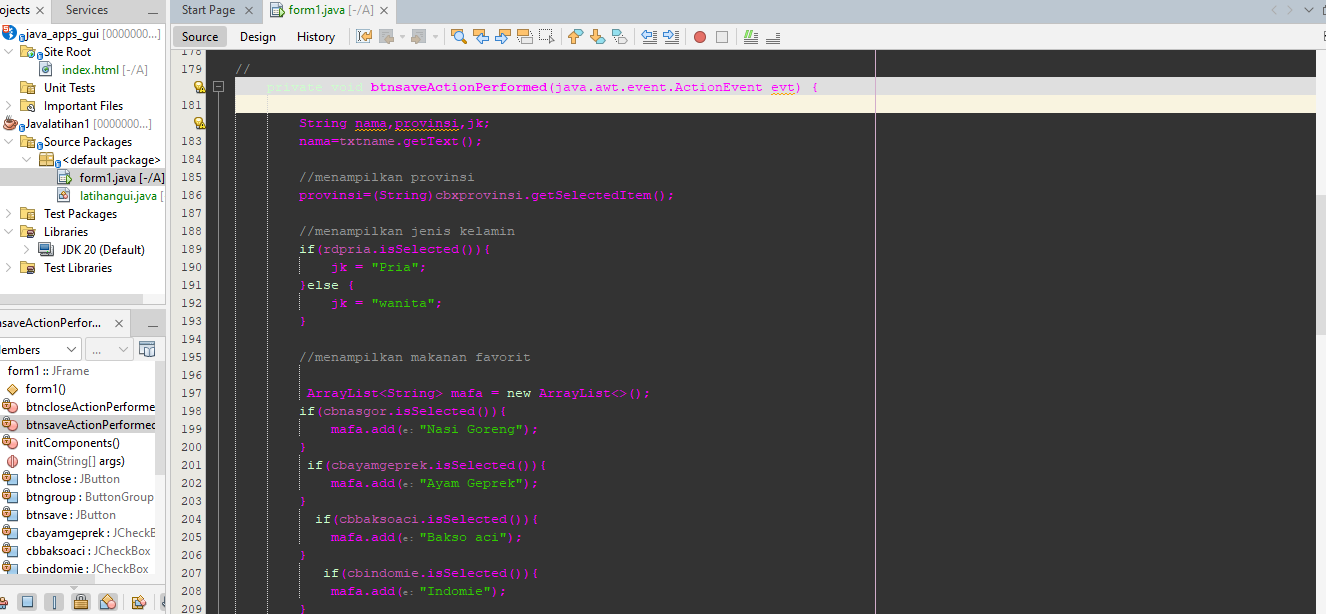 ojects
Services
Start Page
form1.java [-/A]
Source
Design
History
java_apps_gui [0000000...]
Site Root
index.html [-/A]
Unit Tests
Important Files
Javalatihan1 [0000000...]
Source Packages
<default package>
form1.java [-/A]
latihangui.java [
Test Packages
Libraries
JDK 20 (Default)
Test Libraries
nsaveActionPerfor...
embers
...
form1 :: JFrame
form1()
btncloseActionPerforme
btnsaveActionPerformed
initComponents()
main(String[] args)
btnclose : JButton
btngroup : ButtonGroup
btnsave : JButton
cbayamgeprek : JCheckB
cbbaksoaci : JCheckBox
cbindomie : JCheckBox
178
179 //
private void btnsaveActionPerformed(java.awt.event.ActionEvent evt) {
181
String nama,provinsi,jk;
183 nama=txtname.getText();
184
185 //menampilkan provinsi
186 provinsi=(String)cbxprovinsi.getSelectedItem();
187
188 //menampilkan jenis kelamin
189 if(rdpria.isSelected()){
190 jk = "Pria";
191 }else {
192 jk = "wanita";
193 }
194
195 //menampilkan makanan favorit
196
197 ArrayList<String> mafa = new ArrayList<>();
198 if(cbnasgor.isSelected()){
199 mafa.add(e: "Nasi Goreng");
200 }
201 if(cbayamgeprek.isSelected()){
202 mafa.add(e: "Ayam Geprek");
203 }
204 if(cbbaksoaci.isSelected()){
205 mafa.add(e: "Bakso aci");
206 }
207 if(cbindomie.isSelected()){
208 mafa.add(e: "Indomie");
209 }